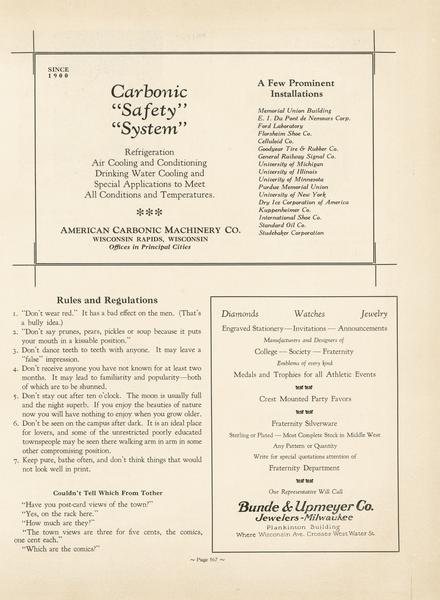 SINCE
1900
Carbonic
"Safety"
"System"
Refrigeration
Air Cooling and Conditioning
Drinking Water Cooling and
Special Applications to Meet
All Conditions and Temperatures.
***
AMERICAN CARBONIC MACHINERY CO.
WISCONSIN RAPIDS, WISCONSIN
Offices in Principal Cities
A Few Prominent
Installations
Memorial Union Building
E. I. Du Pont de Nemours Corp.
Ford Laboratory
Florsheim Shoe Co.
Celluloid Co.
Goodyear Tire & Rubber Co.
General Railway Signal Co.
University of Michigan
University of Illinois
Univerity of Minnesota
Purdue Memorial Union
University of New York
Dry Ice Corporation of America
Kuppenheimer Co.
International Shoe Co.
Standard Oil Co.
Studebaker Corporation
Rules and Regulations
1. "Don't wear red." It has a bad effect on the men. (That's
a bully idea.)
2. "Don't say prunes, pears, pickles or soup because it puts
your mouth in a kissable position."
3. Don't dance teeth to teeth with anyone. It may leave a
"false" impression.
4. Don't receive anyone you have not known for at least two
months. It may lead to familiarity and popularity—both
of which are to be shunned.
5. Don't stay out after ten o'clock. The moon is usually full
and the night superb. If you enjoy the beauties of nature
now you will have nothing to enjoy when you grow older.
6. Don't be seen on the campus after dark. It is an ideal place
for lovers, and some of the unrestricted poorly educated
townspeople may be seen there walking arm in arm in some
other compromising position.
7. Keep pure, bathe often, and don't think things that would
not look well in print.
Couldn't Tell Which From Tother
"Have you post-card views of the town?"
"Yes, on the rack here."
"How much are they?"
"The town views are three for five cents, the comics,
one cent each."
"Which are the comics?"
Diamonds Watches Jewelry
Engraved Stationery—Invitations — Announcements
Manufacturers and Designers of
College — Society — Fraternity
Emblems of every kind
Medals and Trophies for all Athletic Events
Crest Mounted Party Favors
Fraternity Silverware
Sterling or Plated — Most Complete Stock in Middle West
Any Pattern or Quantity
Write for special quotations attention of
Fraternity Department
Our Representative Will Call
Bunde & Upmeyer Co.
Jewelers-Milwaukee
Plankinton Building
Where Wisconsin Ave. Crosses West Water St.
~ Page 567 ~